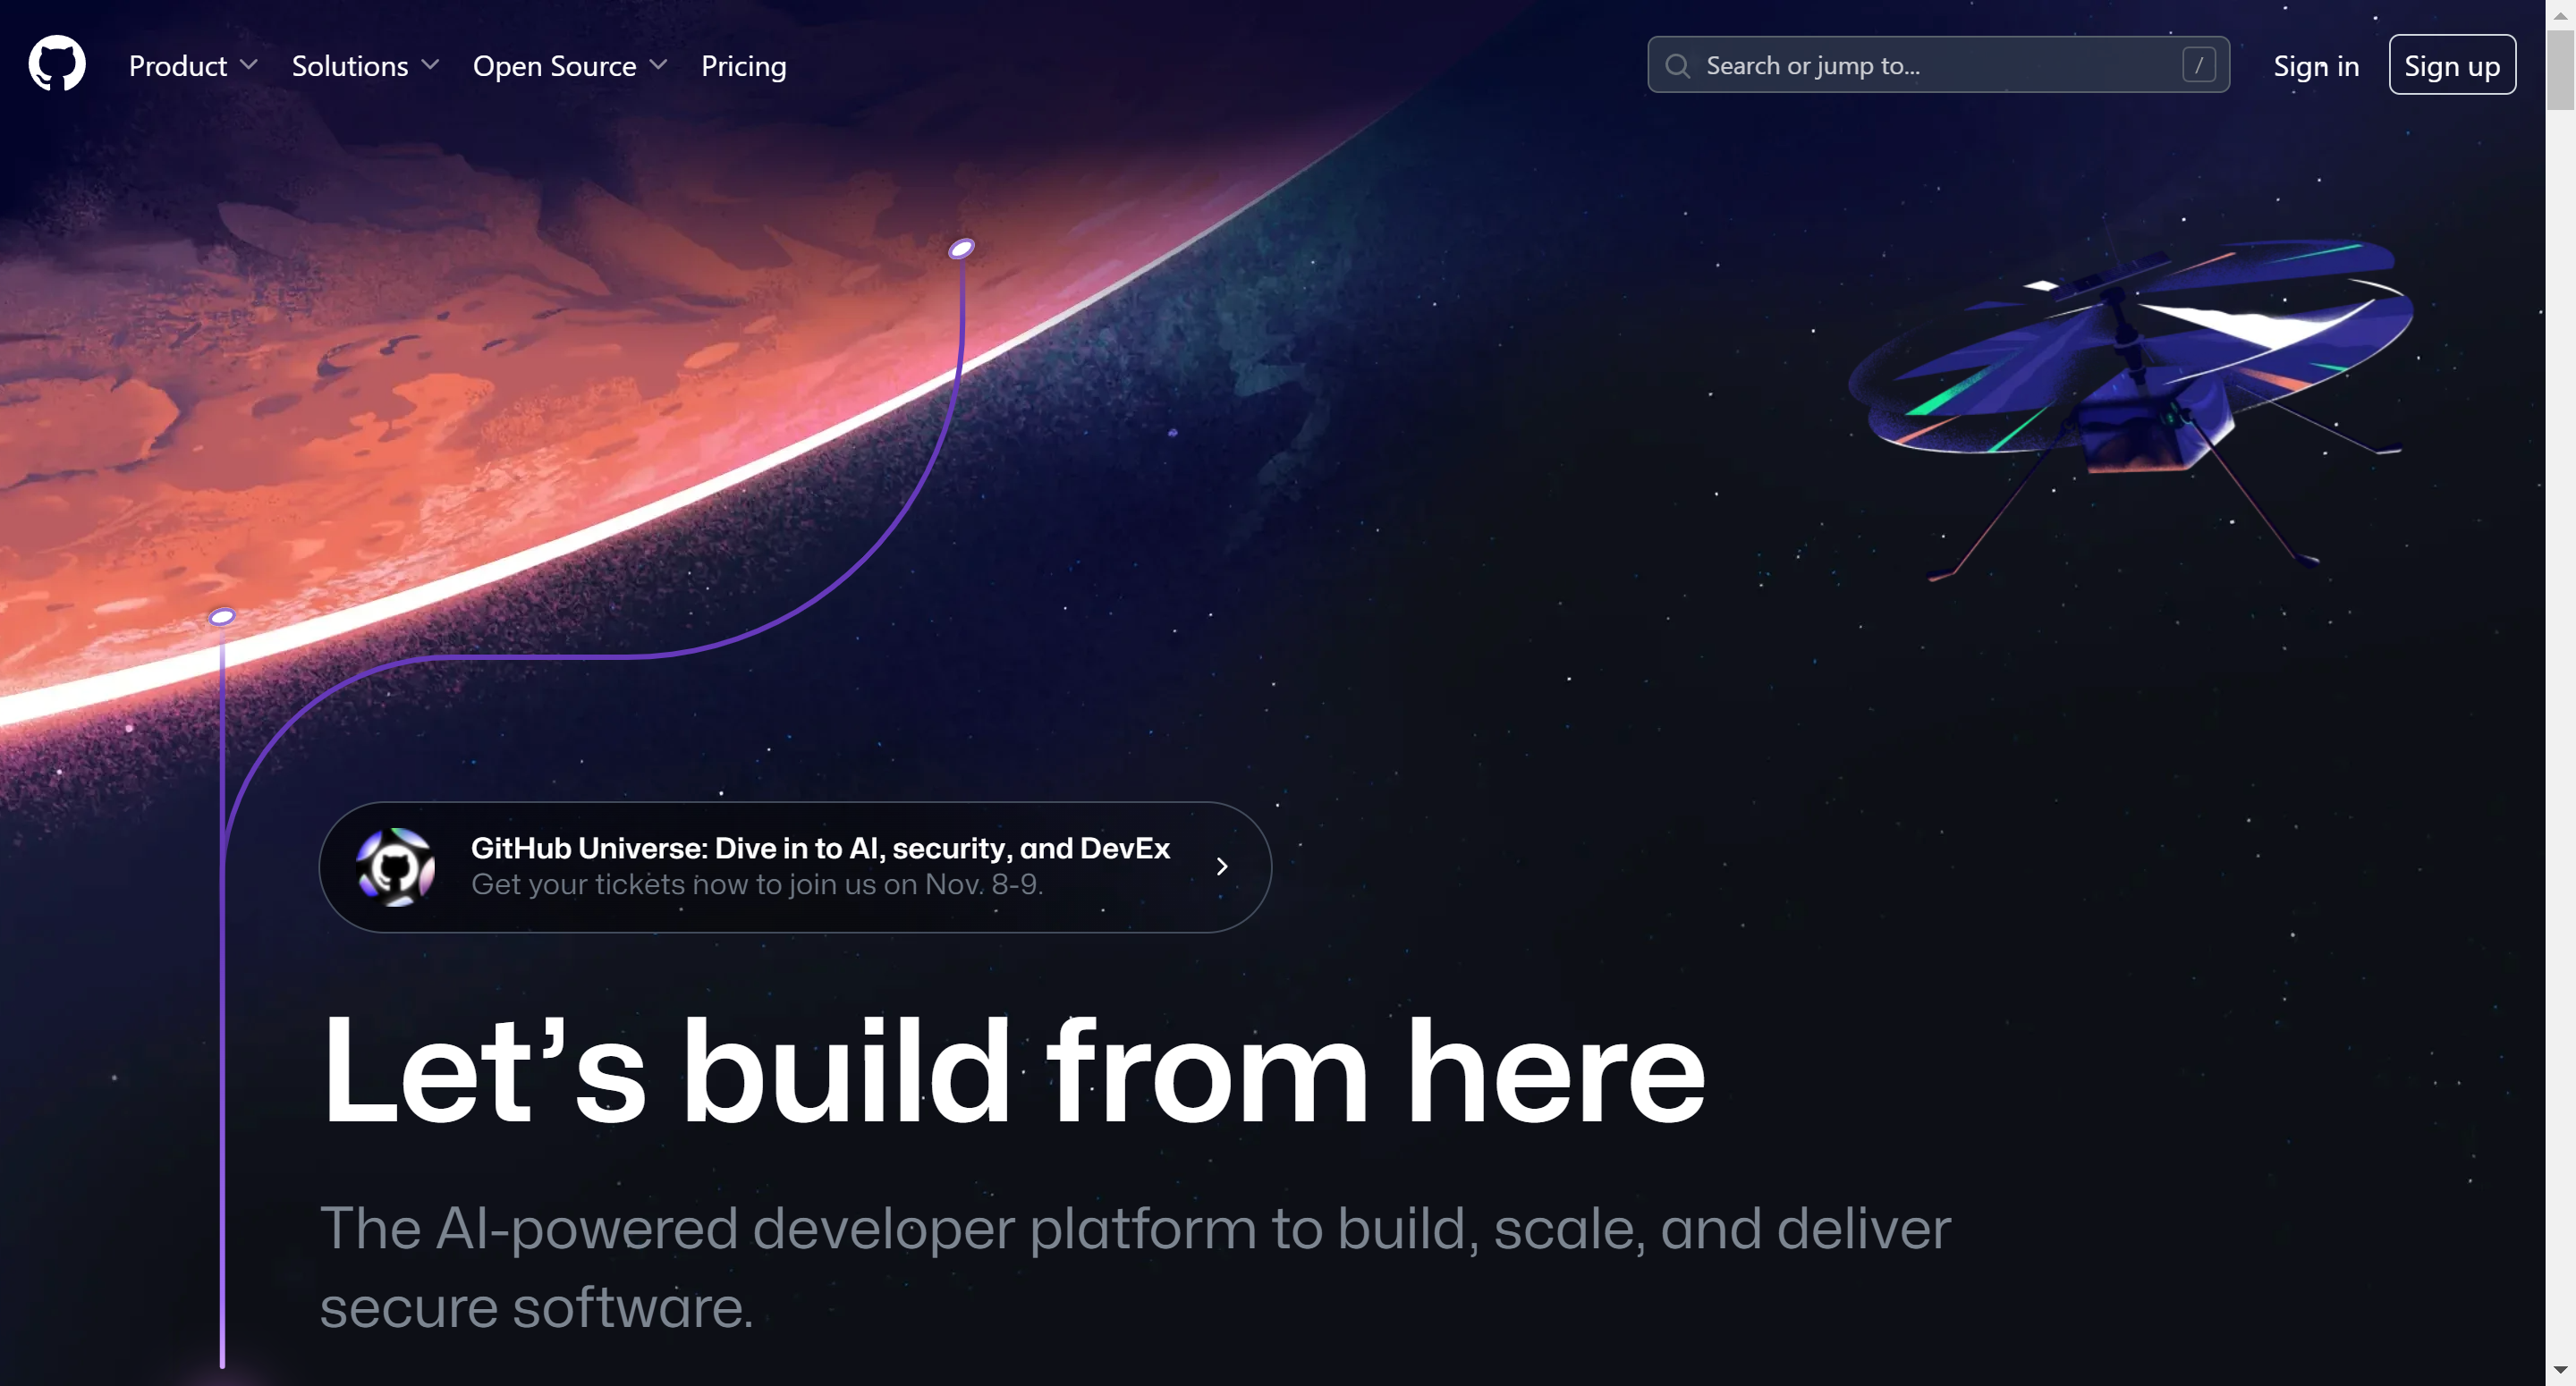 Product
Solutions
Open Source
Pricing
Search or jump to...
/
Sign in
Sign up
GitHub Universe: Dive in to AI, security, and DevEx
Get your tickets now to join us on Nov. 8-9.
Let’s build from here
The AI-powered developer platform to build, scale, and deliver
secure software.